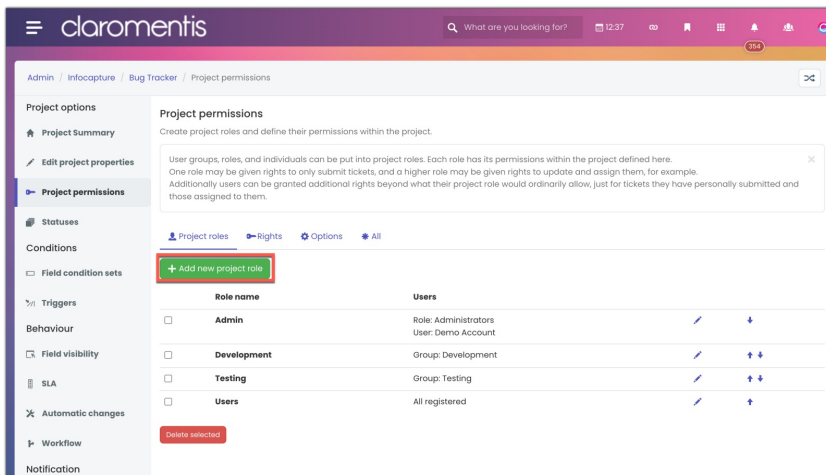 claromentis
What are you looking for?
12:37
354
Admin / Infocapture / Bug Tracker / Project permissions
Project options
Project Summary
Edit project properties
Project permissions
Statuses
Conditions
Field condition sets
Triggers
Behaviour
Field visibility
SLA
Automatic changes
Workflow
Notification
Project permissions
Create project roles and define their permissions within the project.
User groups, roles, and individuals can be put into project roles. Each role has its permissions within the project defined here.
One role may be given rights to only submit tickets, and a higher role may be given rights to update and assign them, for example.
Additionally users can be granted additional rights beyond what their project role would ordinarily allow, just for tickets they have personally submitted and
those assigned to them.
Project roles Rights Options All
+ Add new project role
Role name Users
Admin Role: Administrators
User: Demo Account
Development Group: Development
Testing Group: Testing
Users All registered
Delete selected